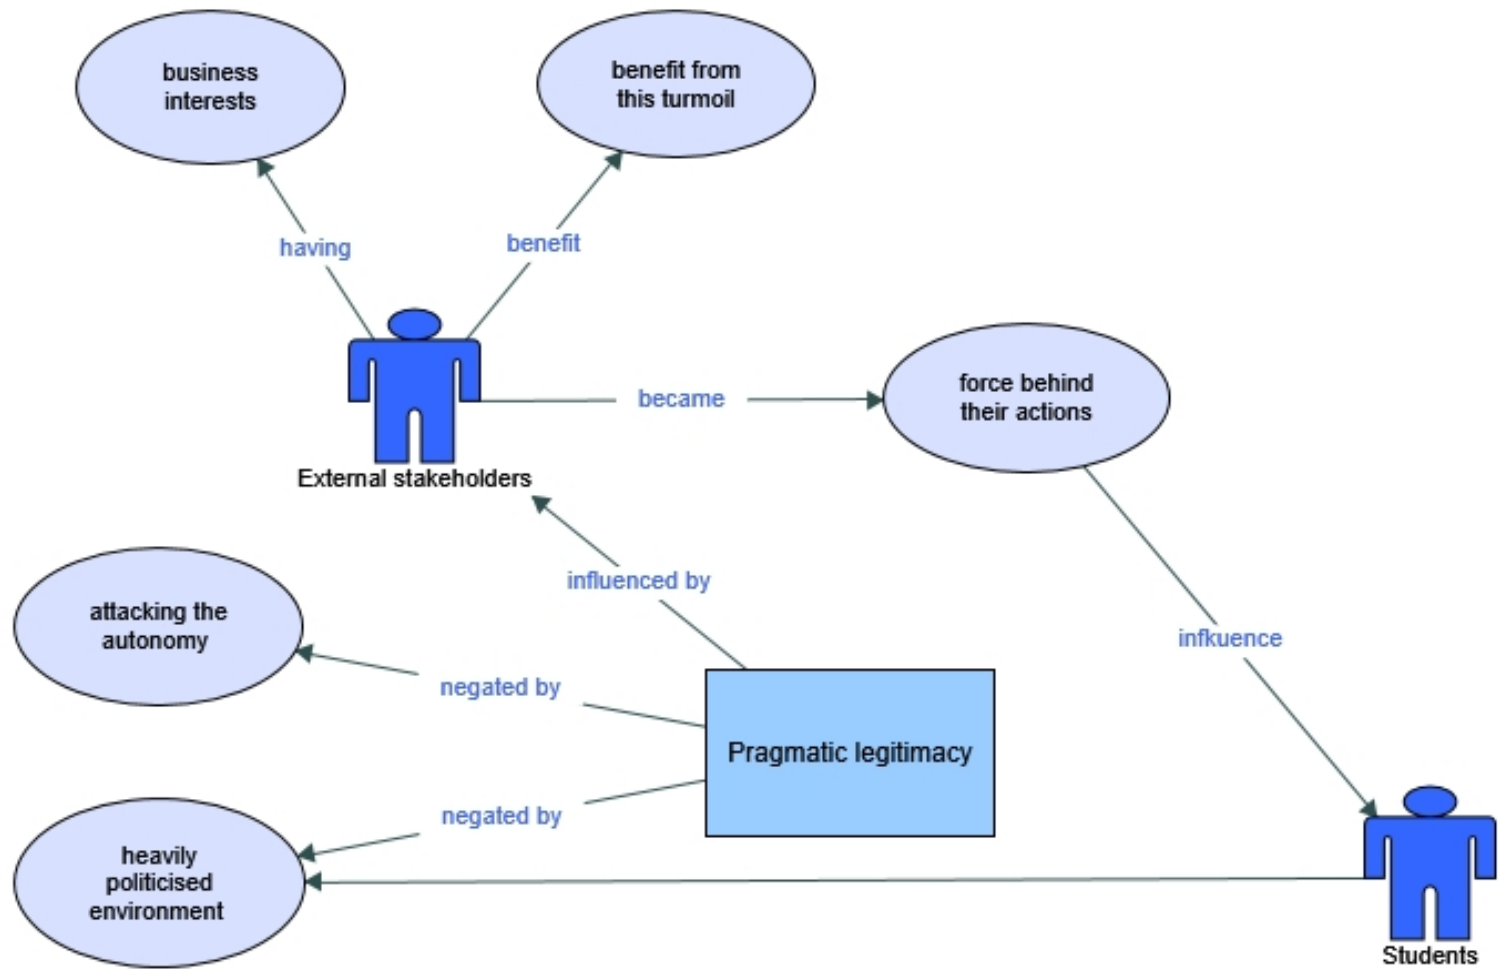 business
interests
benefit from
this turmoil
having
benefit
became
force behind
their actions
External stakeholders
influenced by
attacking the
autonomy
infkuence
negated by
Pragmatic legitimacy
negated by
heavily
politicised
environment
Students